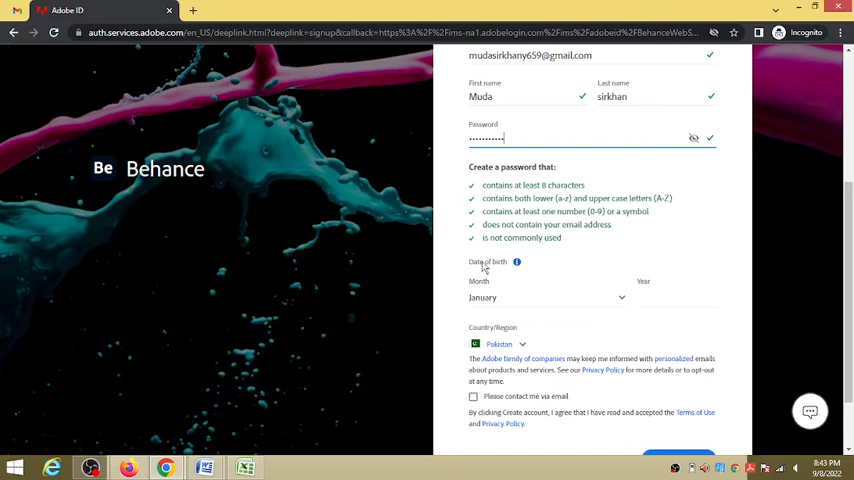 Adobe ID
auth.services.adobe.com/en_US/deeplink.html?deeplink=signup&callback=https%3A%2F%2Fims-na1.adobelogin.com%2Fims%2Fadobeid%2FBehanceWebS...
Incognito
mudasirkhany659@gmail.com
First name
Last name
Muda
sirkhan
Password
Be Behance
Create a password that:
contains at least 8 characters
contains both lower (a-z) and upper case letters (A-Z)
contains at least one number (0-9) or a symbol
does not contain your email address
is not commonly used
Date of birth
Month
Year
January
Country/Region
Pakistan
The Adobe family of companies may keep me informed with personalized emails
about products and services. See our Privacy Policy for more details or to opt-out
at any time.
Please contact me via email
By clicking Create account, I agree that I have read and accepted the Terms of Use
and Privacy Policy.
8:43 PM
9/8/2022